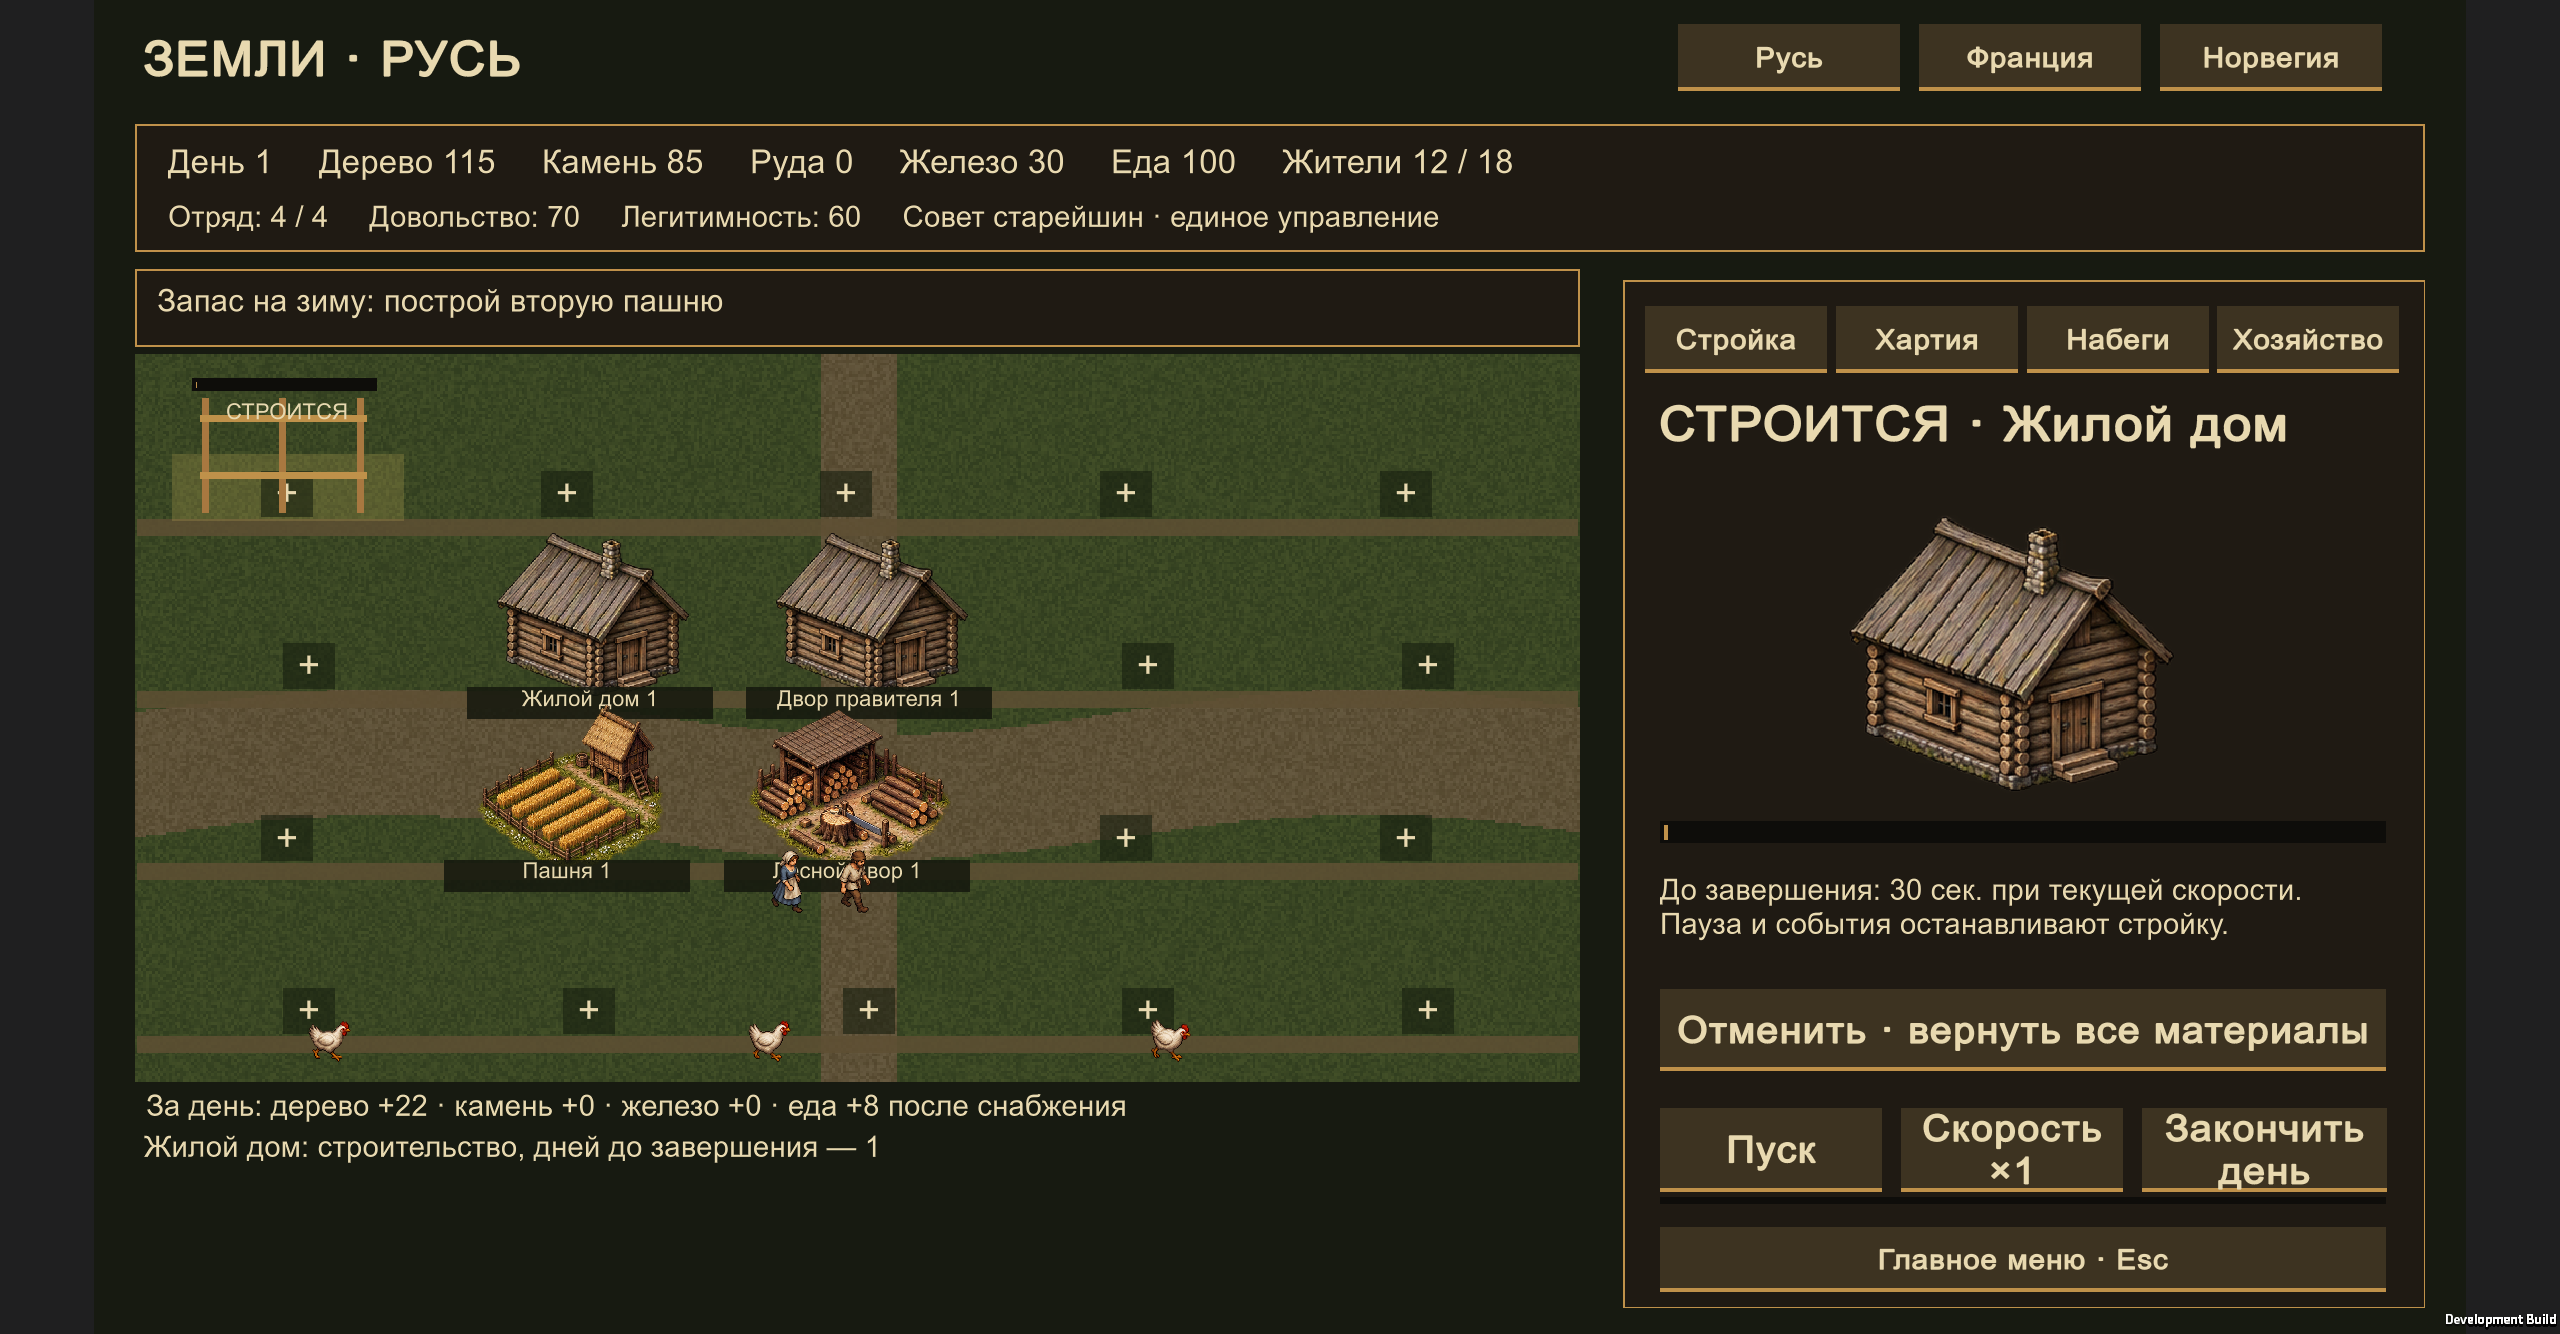 ЗЕМЛИ · РУСЬ
Русь
Франция
Норвегия
День 1 Дерево 115 Камень 85 Руда 0 Железо 30 Еда 100 Жители 12 / 18
Отряд: 4 / 4 Довольство: 70 Легитимность: 60 Совет старейшин · единое управление
Запас на зиму: построй вторую пашню
СТРОИТСЯ
+
+
+
+
+
+
+
+
Жилой дом 1
Двор правителя 1
+
+
+
Пашня 1
+
+
+
+
+
За день: дерево +22 · камень +0 · железо +0 · еда +8 после снабжения
Жилой дом: строительство, дней до завершения — 1
Стройка
Хартия
Набеги
Хозяйство
СТРОИТСЯ · Жилой дом
До завершения: 30 сек. при текущей скорости.
Пауза и события останавливают стройку.
Отменить · вернуть все материалы
Пуск
Скорость
×1
Закончить
день
Главное меню · Esc
Development Build